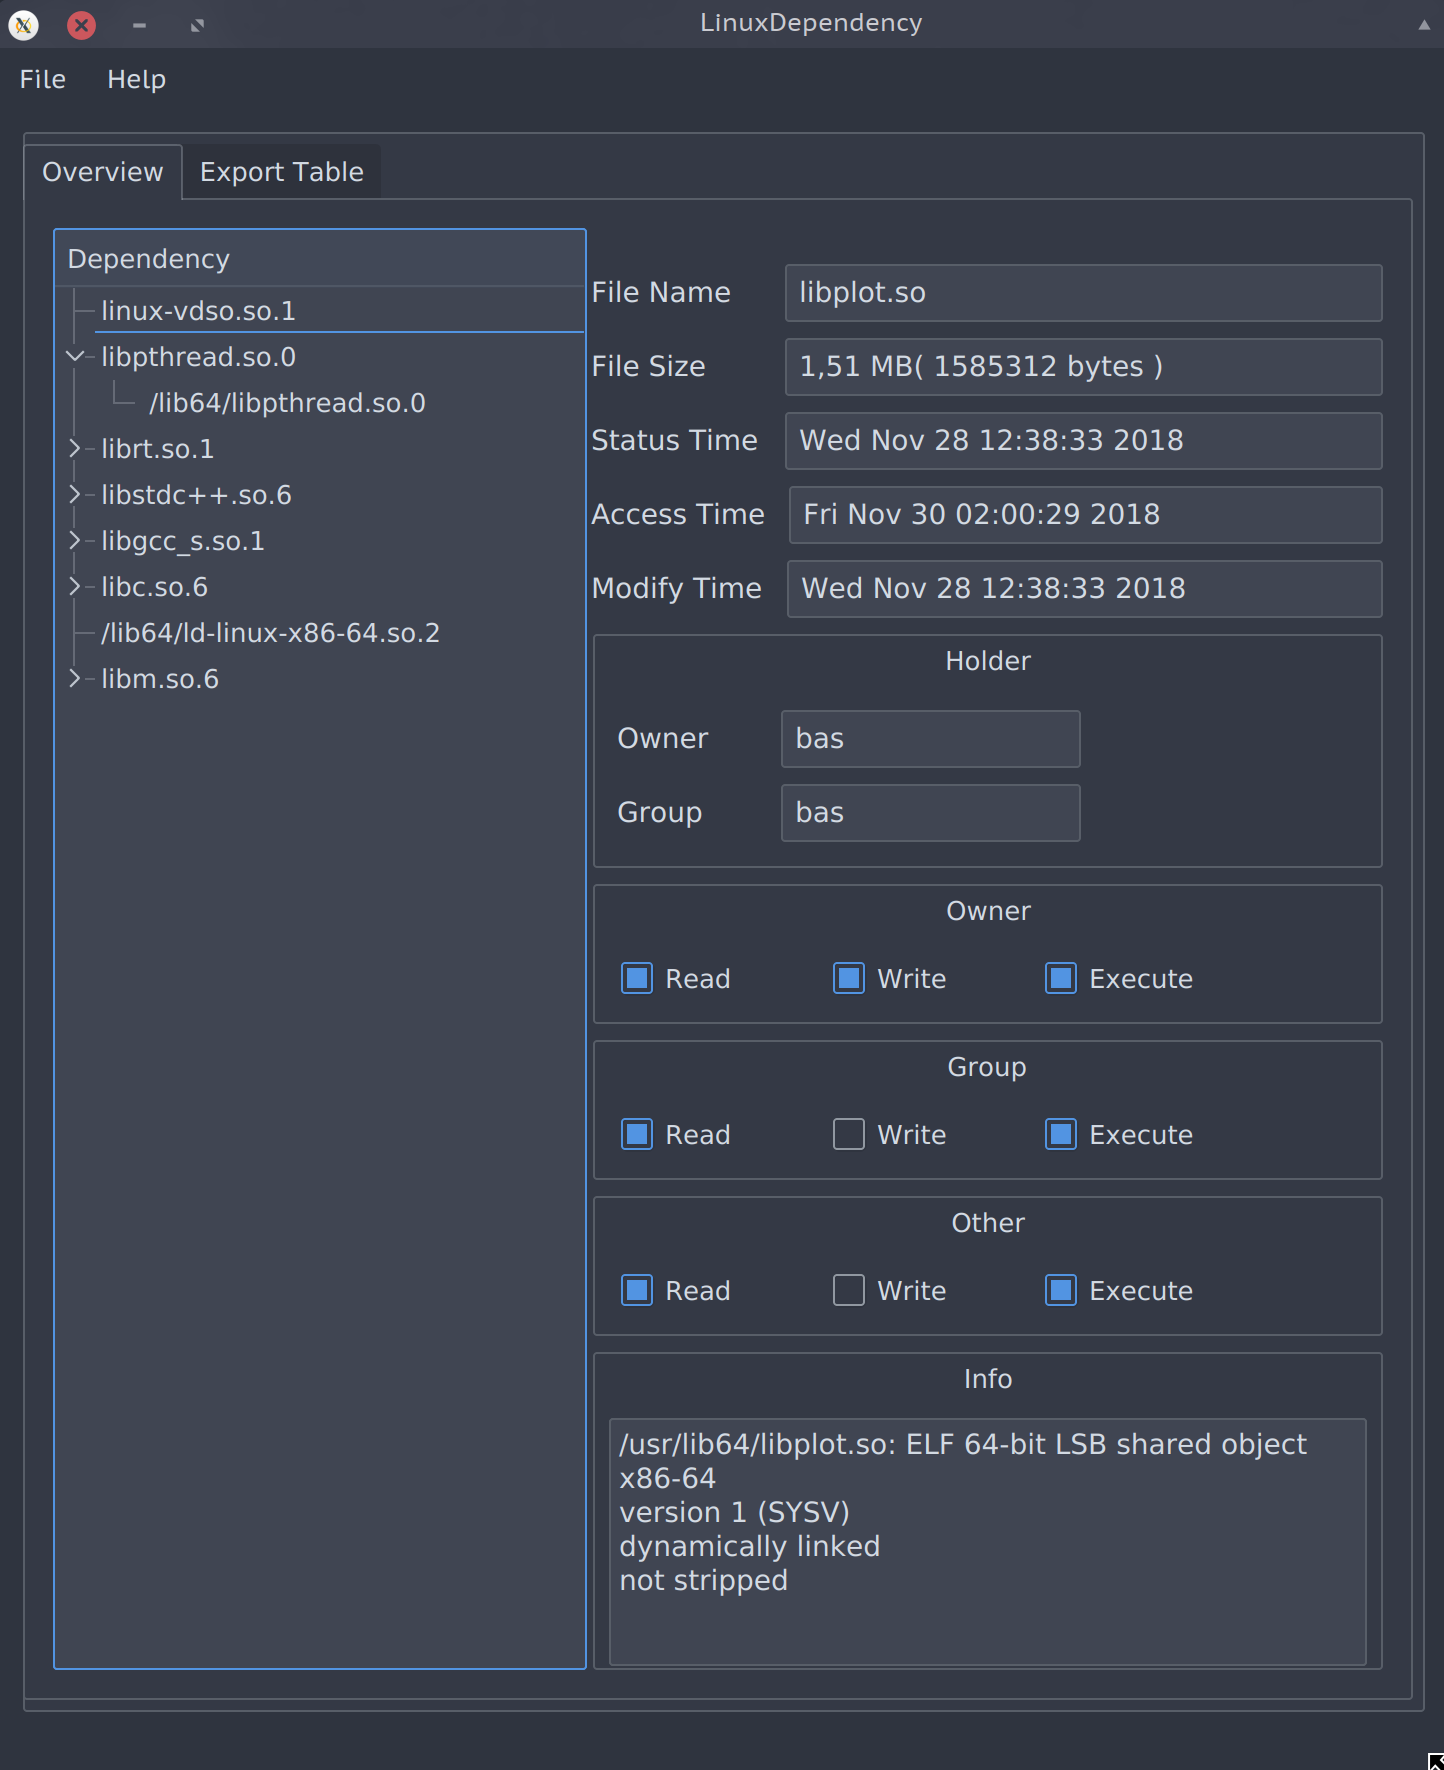 LinuxDependency
File Help
Overview Export Table
Dependency
linux-vdso.so.1
libpthread.so.0
/lib64/libpthread.so.0
librt.so.1
libstdc++.so.6
libgcc_s.so.1
libc.so.6
/lib64/ld-linux-x86-64.so.2
libm.so.6
File Name libplot.so
File Size 1,51 MB( 1585312 bytes )
Status Time Wed Nov 28 12:38:33 2018
Access Time Fri Nov 30 02:00:29 2018
Modify Time Wed Nov 28 12:38:33 2018
Holder
Owner bas
Group bas
Owner
Read Write Execute
Group
Read Write Execute
Other
Read Write Execute
Info
/usr/lib64/libplot.so: ELF 64-bit LSB shared object
x86-64
version 1 (SYSV)
dynamically linked
not stripped